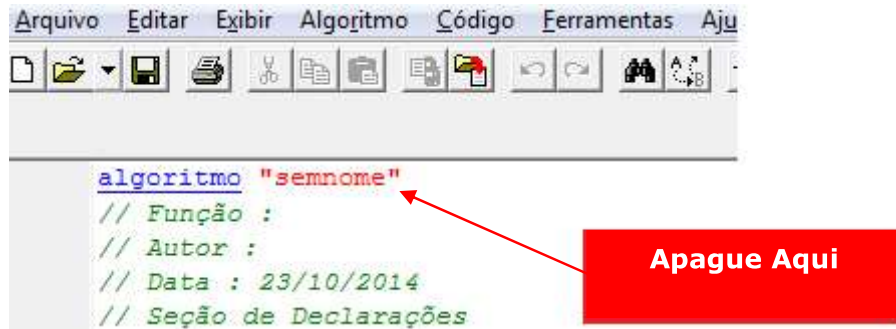 Arquivo Editar Exibir Algoritmo Código Ferramentas Aju
algoritmo "semnome"
// Função :
// Autor :
// Data : 23/10/2014
// Seção de Declarações
Apague Aqui